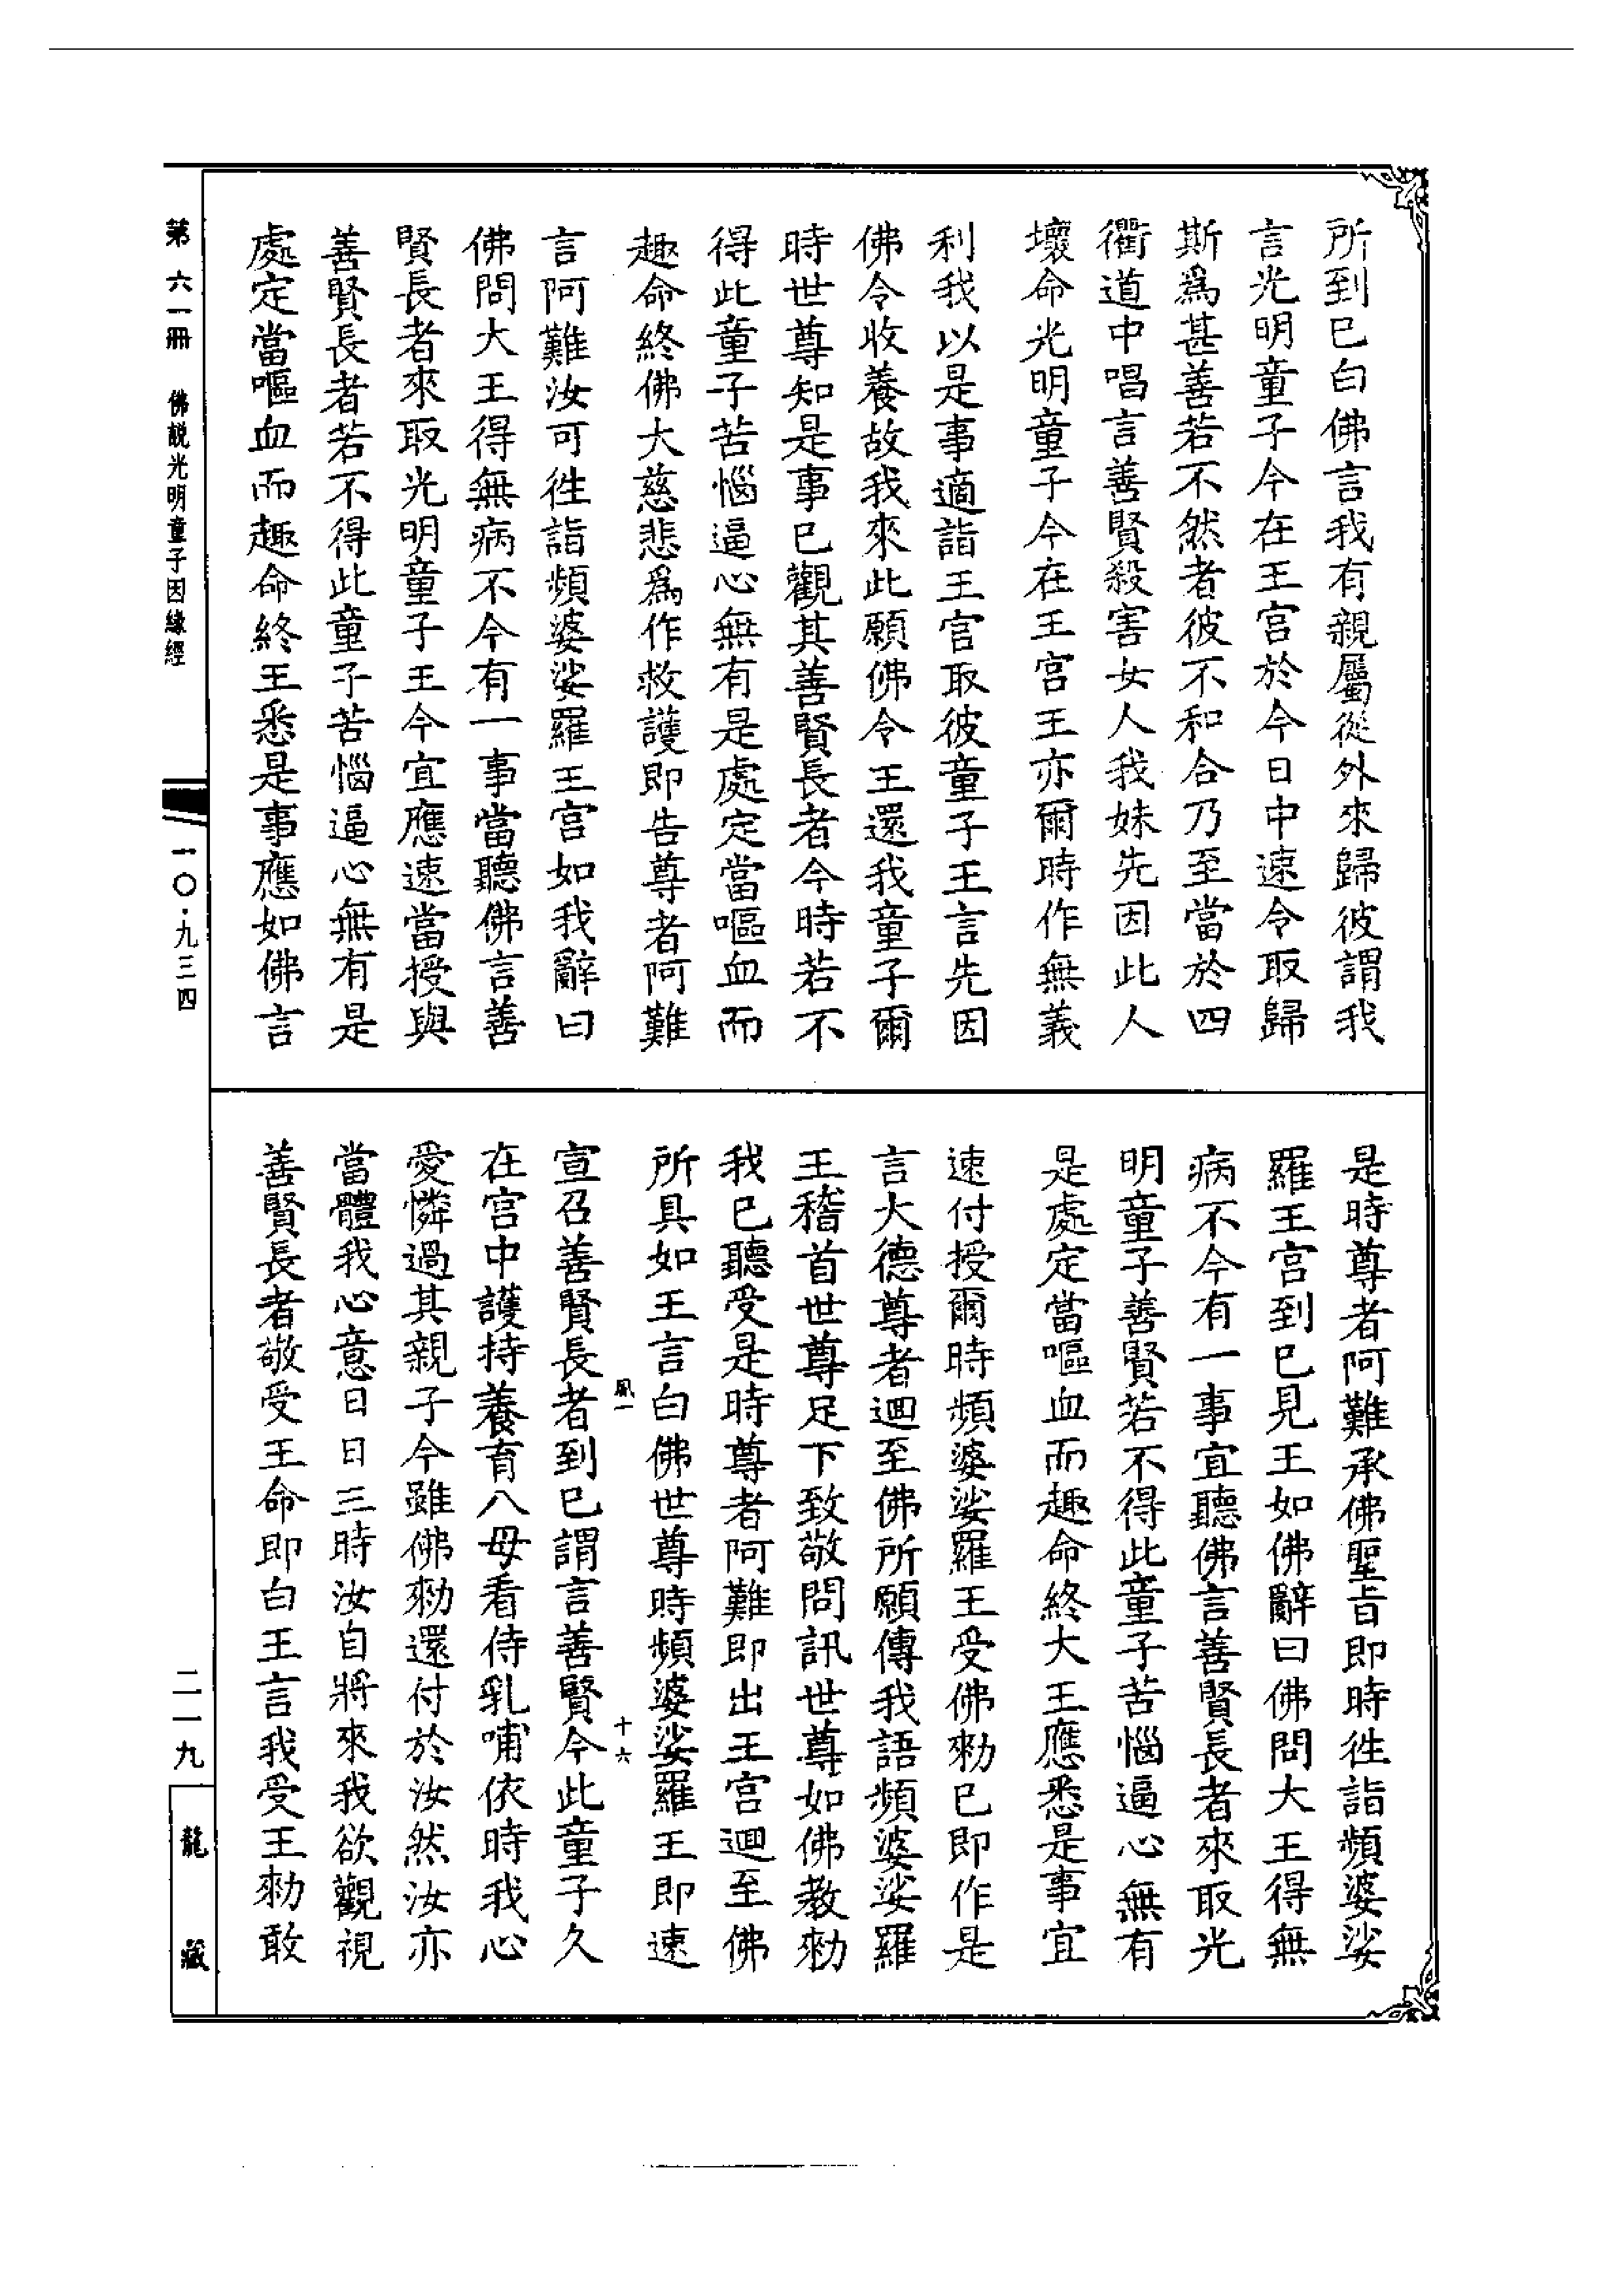 所到已白佛言我有親屬從外來歸彼謂我
言光明童子今在王宮於今日中速令取歸
斯為甚善若不然者彼不和合乃至當於四
衢道中唱言善賢殺害女人我妹先因此人
壞命光明童子今在王宮王亦爾時作無義
利我以是事適詣王宮取彼童子王言先因
佛令收養故我來此願佛令王還我童子爾
時世尊知是事已觀其善賢長者今時若不
得此童子苦惱逼心無有是處定當嘔血而
趣命終佛大慈悲為作救護即告尊者阿難
言阿難汝可往詣頻婆娑羅王宮如我辭曰
佛問大王得無病不今有一事當聽佛言善
賢長者來取光明童子王今宜應速當授與
善賢長者若不得此童子苦惱逼心無有是
處定當嘔血而趣命終王悉是事應如佛言
是時尊者阿難承佛聖旨即時往詣頻婆娑
羅王宮到已見王如佛辭曰佛問大王得無
病不今有一事宜聽佛言善賢長者來取光
明童子善賢若不得此童子苦惱逼心無有
是處定當嘔血而趣命終大王應悉是事宜
速付授爾時頻婆娑羅王受佛勑已即作是
言大德尊者迴至佛所願傳我語頻婆娑羅
王稽首世尊足下致敬問訊世尊如佛教勑
我已聽受是時尊者阿難即出王宮迴至佛
所具如王言白佛世尊時頻婆娑羅王即速
風一 十六
宣召善賢長者到已謂言善賢今此童子久
在宮中護持養育八母看侍乳哺依時我心
愛憐過其親子今雖佛勑還付於汝然汝亦
當體我心意日日三時汝自將來我欲觀視
善賢長者敬受王命即白王言我受王勑敢
第六一冊 佛說光明童子因緣經
一〇·九三四
二一九
龍藏